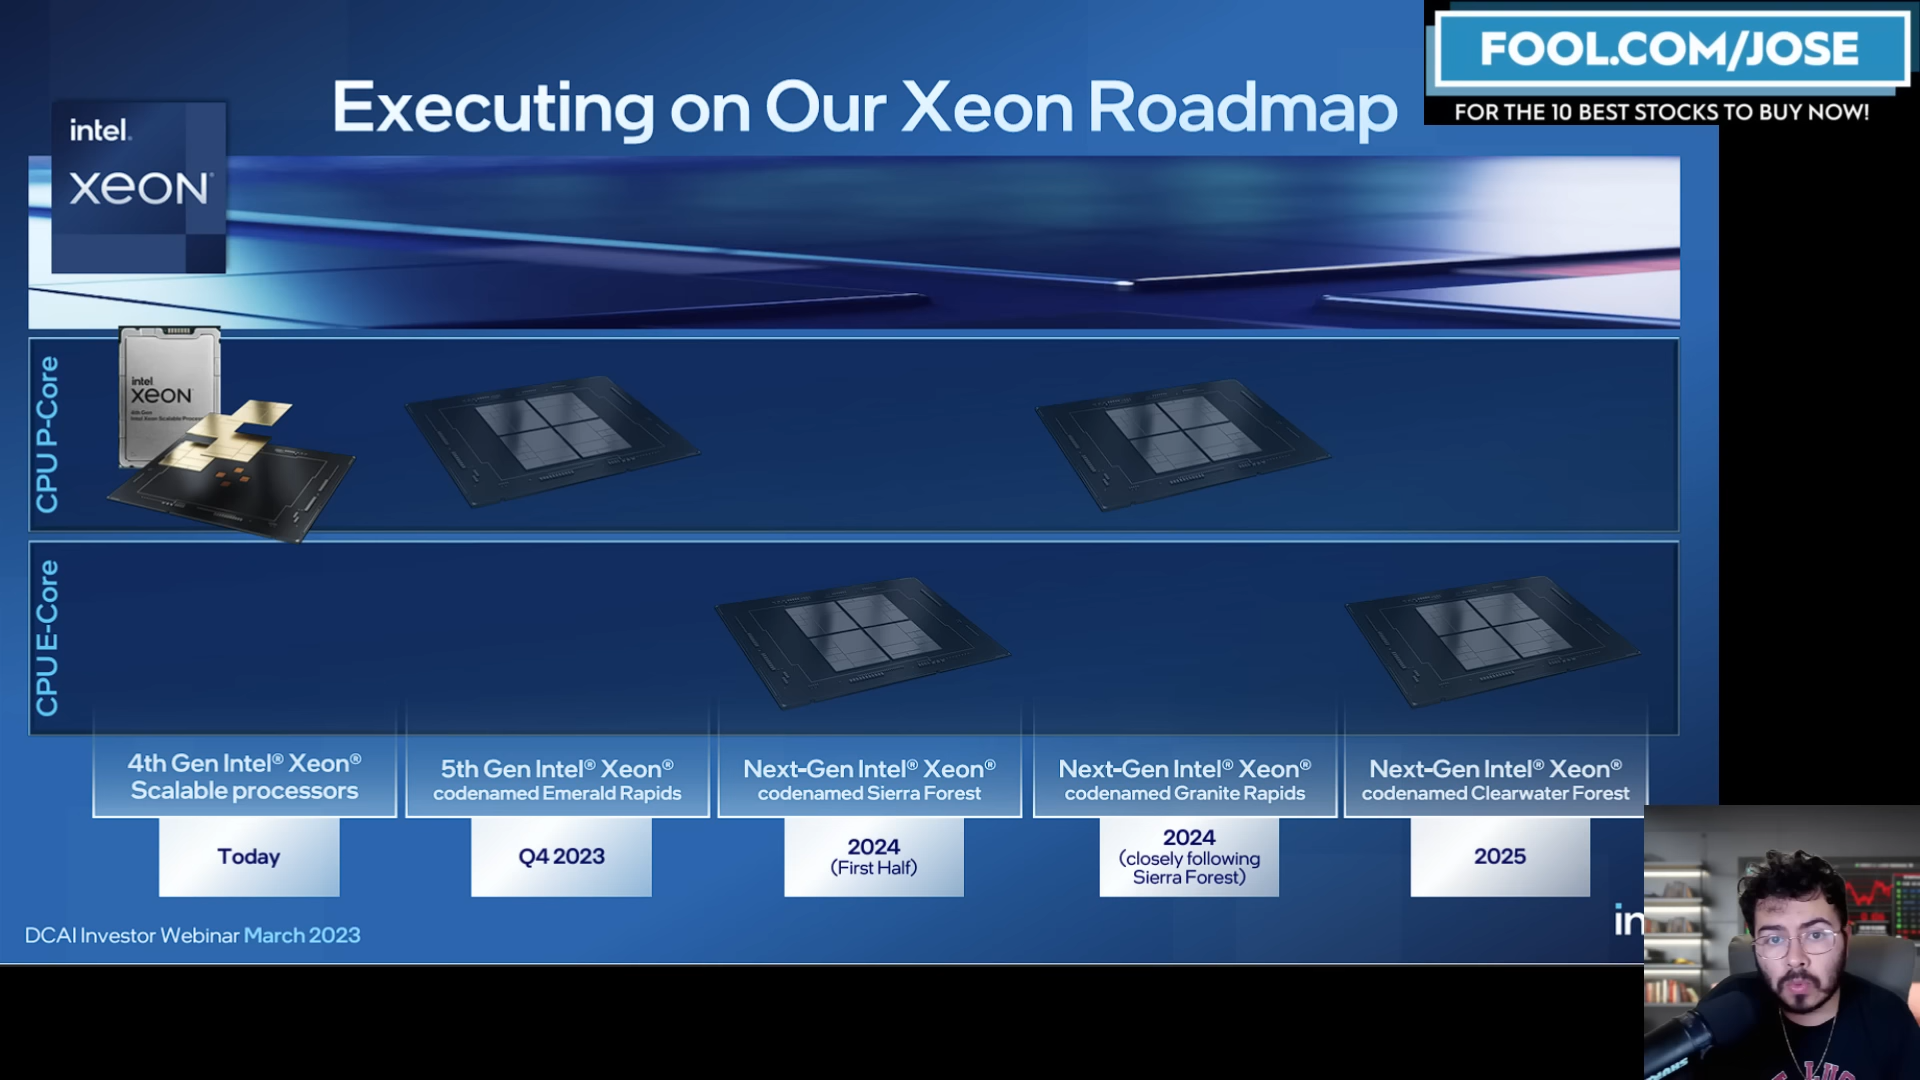 FOOL.COM/JOSE
FOR THE 10 BEST STOCKS TO BUY NOW!
Executing on Our Xeon Roadmap
intel.
xeon
CPU P-Core
intel
xeon
CPU E-Core
4th Gen Intel® Xeon®
Scalable processors
Today
5th Gen Intel® Xeon®
codenamed Emerald Rapids
Q4 2023
Next-Gen Intel® Xeon®
codenamed Sierra Forest
2024
(First Half)
Next-Gen Intel® Xeon®
codenamed Granite Rapids
2024
(closely following
Sierra Forest)
Next-Gen Intel® Xeon®
codenamed Clearwater Forest
2025
DCAI Investor Webinar March 2023
in